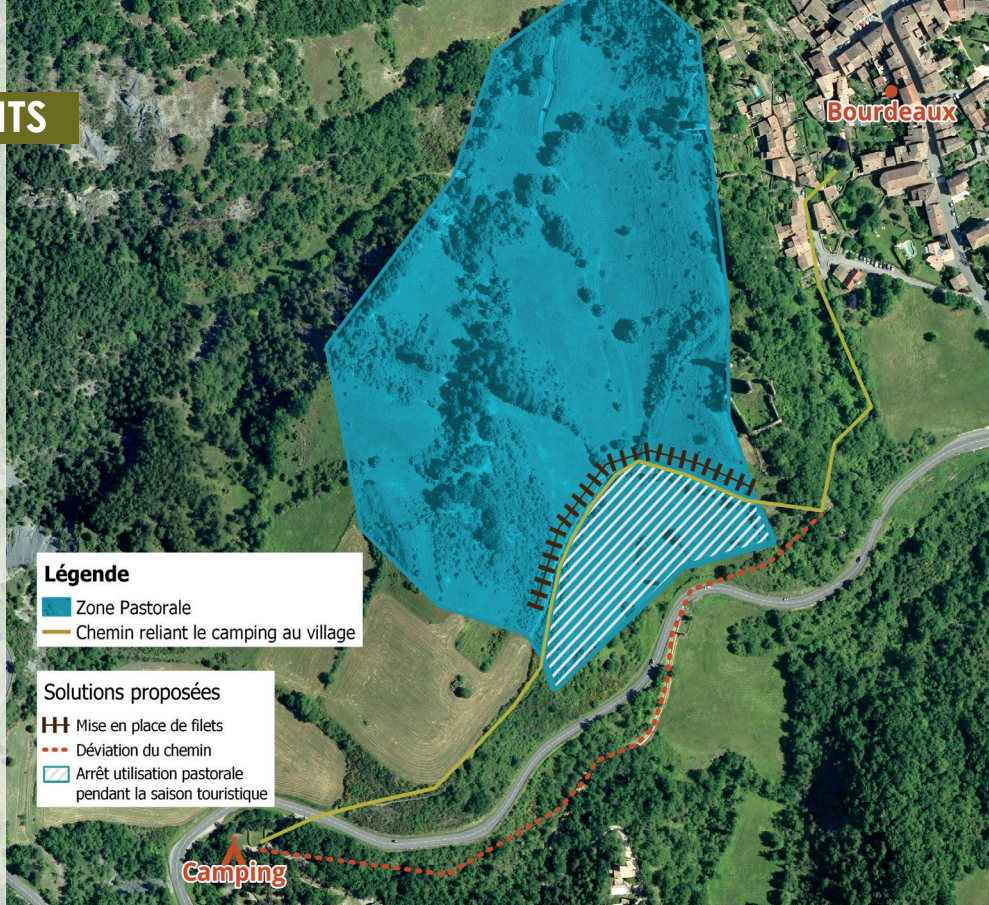 ITS
Bourdeaux
Légende
Zone Pastorale
Chemin reliant le camping au village
Solutions proposées
Mise en place de filets
Déviation du chemin
Arrêt utilisation pastorale
pendant la saison touristique
Camping